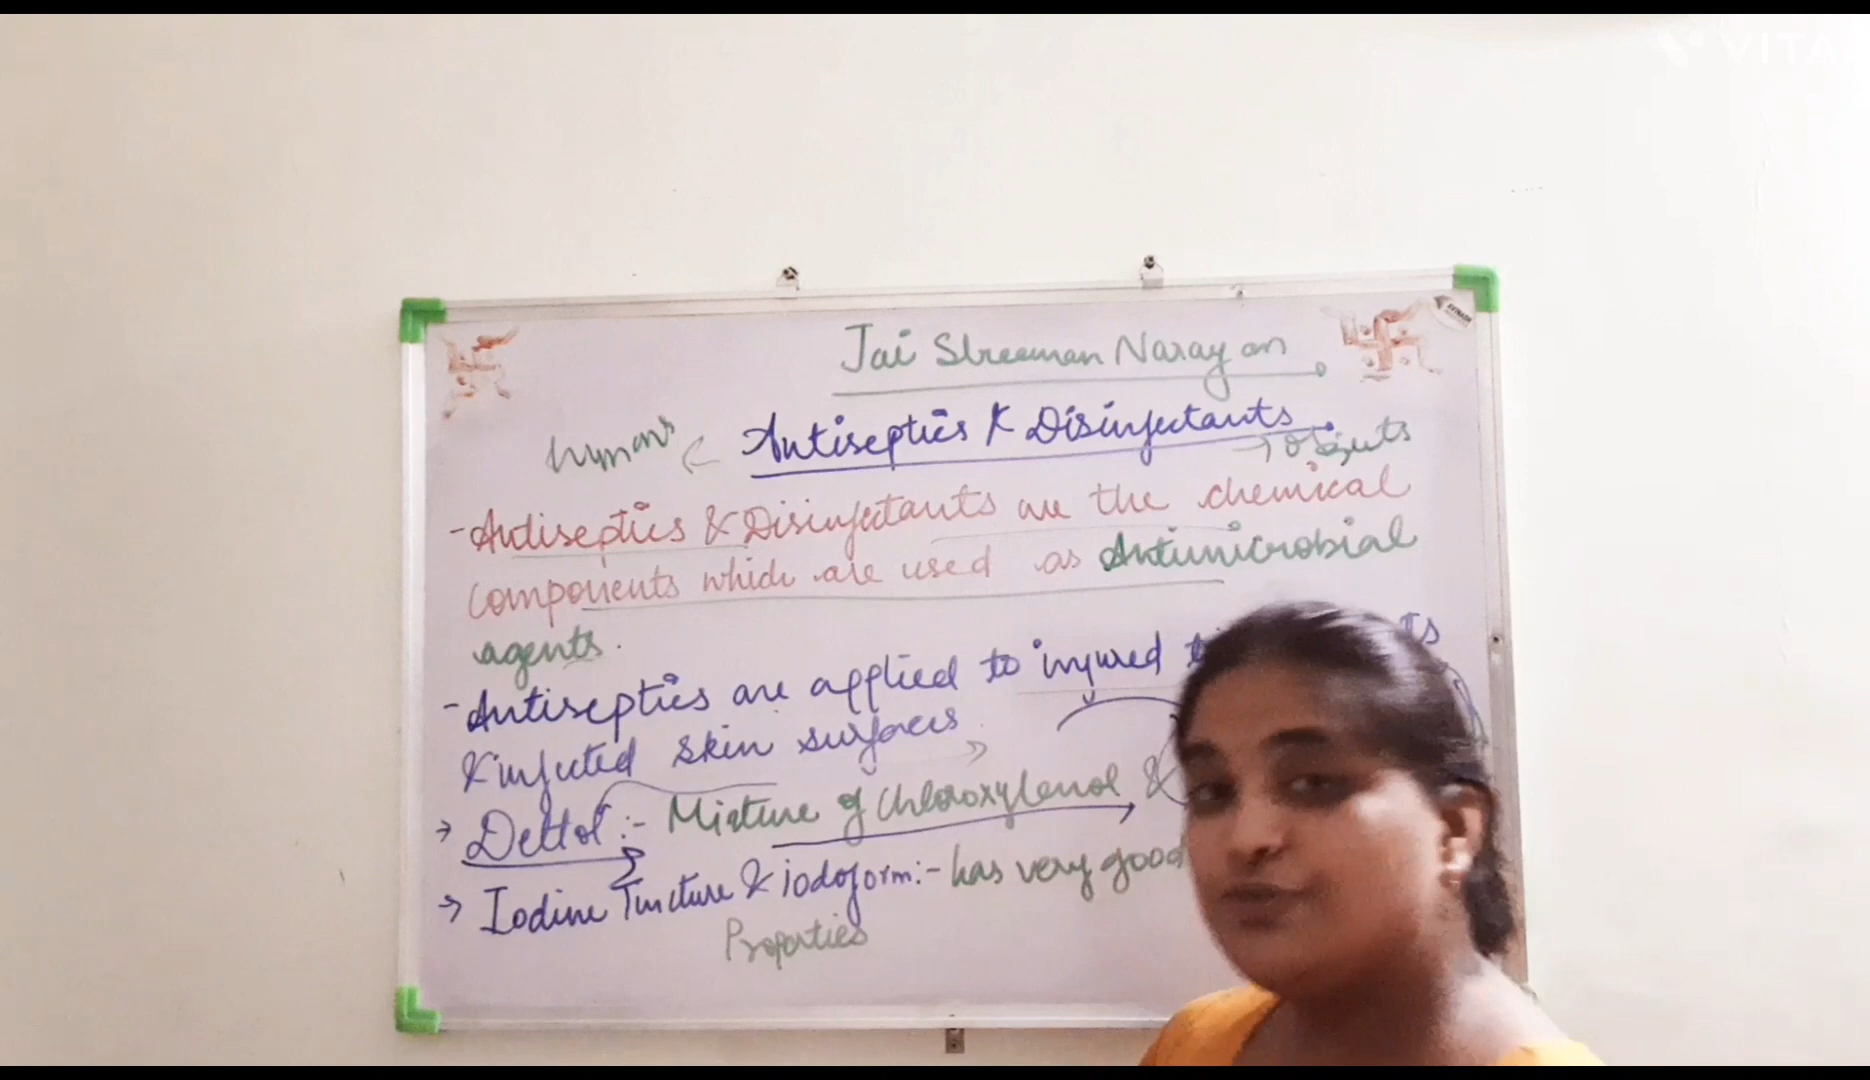 VITA
Jai Shreeman Narayan
humans ← Antiseptics & Disinfectants
→ Objects
- Antiseptics & Disinfectants are the chemical
components which are used as Antimicrobial
agents.
- Antiseptics are applied to injured
& infected skin surfaces
→ Dettol :- Mixture of Chloroxylenol &
→ Iodine Tincture & iodoform :- has very good
Properties